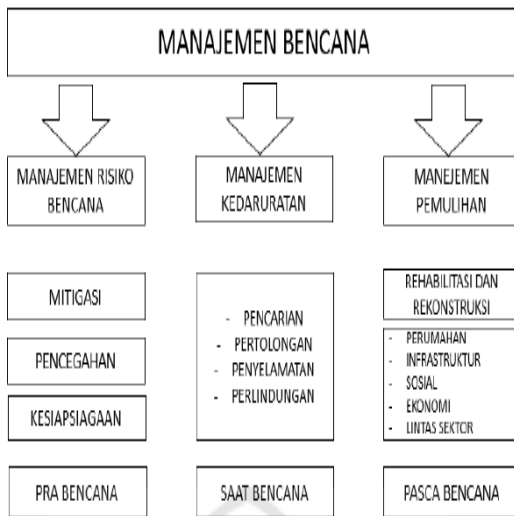 MANAJEMEN BENCANA
MANAJEMEN RISIKO
BENCANA
MANAJEMEN
KEDARURATAN
MANEJEMEN
PEMULIHAN
MITIGASI
PENCEGAHAN
KESIAPSIAGAAN
- PENCARIAN
- PERTOLONGAN
- PENYELAMATAN
- PERLINDUNGAN
REHABILITASI DAN
REKONSTRUKSI
- PERUMAHAN
- INFRASTRUKTUR
- SOSIAL
- EKONOMI
- LINTAS SEKTOR
PRA BENCANA
SAAT BENCANA
PASCA BENCANA